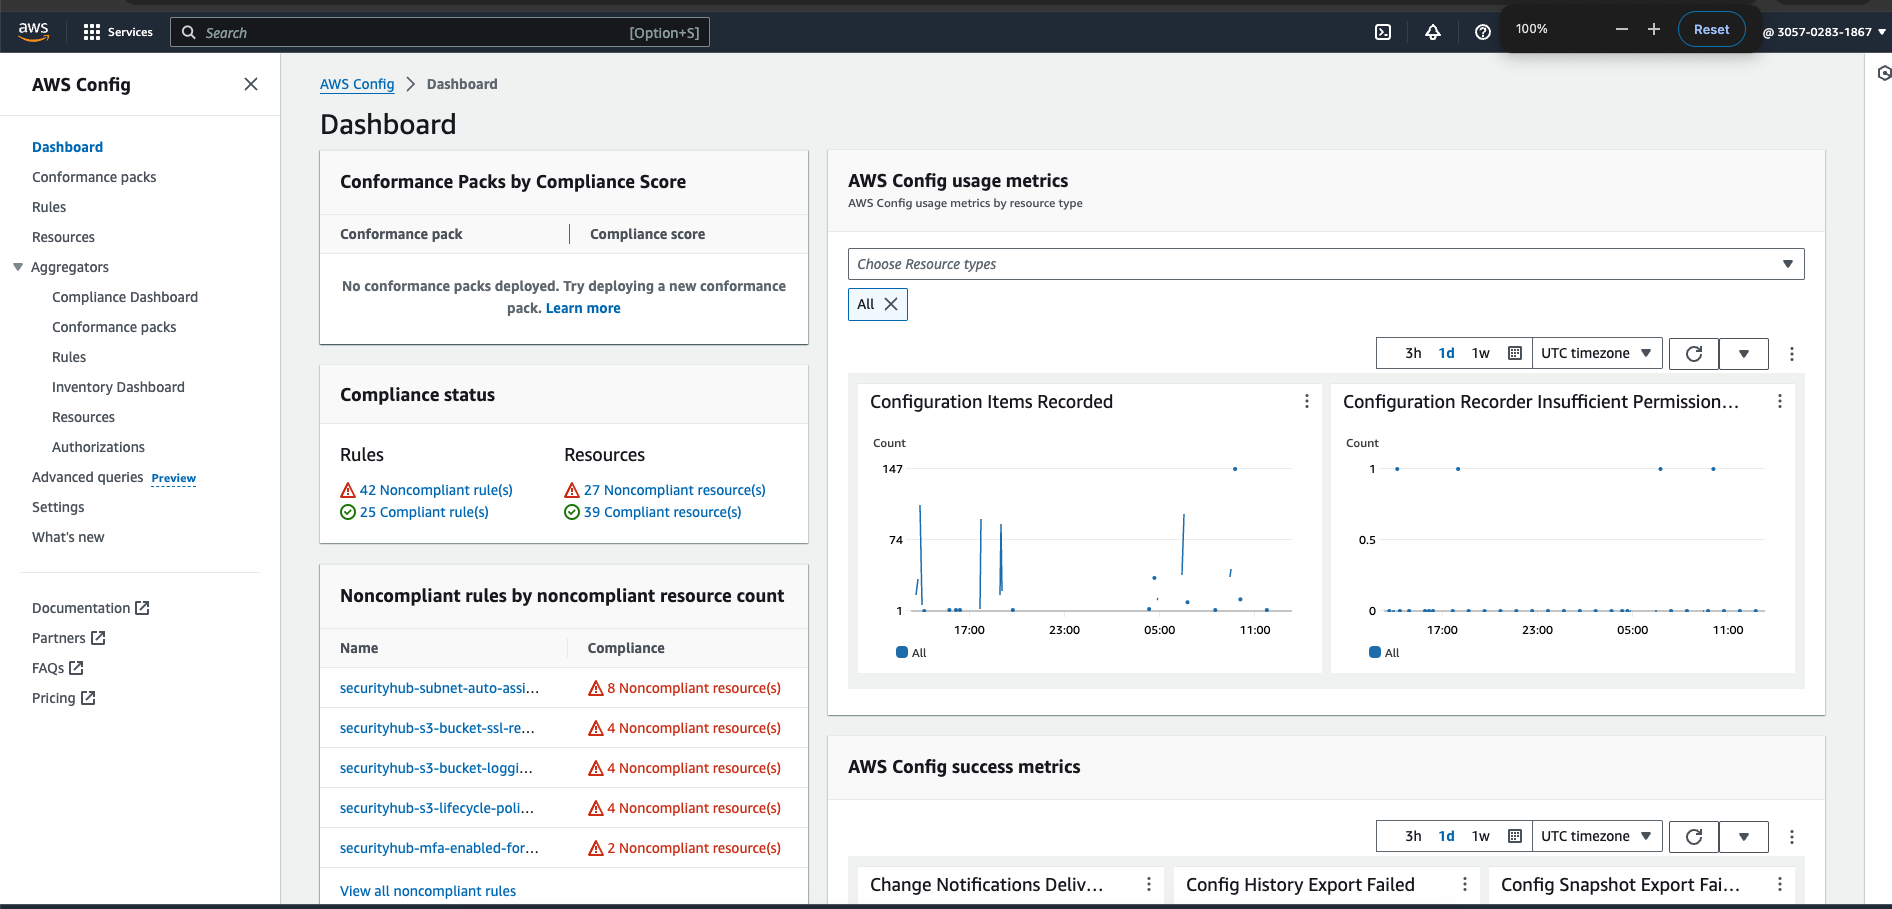 aws
Services
Search
[Option+S]
100%
Reset
@ 3057-0283-1867
AWS Config
Dashboard
Conformance packs
Rules
Resources
Aggregators
Compliance Dashboard
Conformance packs
Rules
Inventory Dashboard
Resources
Authorizations
Advanced queries Preview
Settings
What's new
Documentation
Partners
FAQs
Pricing
AWS Config > Dashboard
Dashboard
Conformance Packs by Compliance Score
Conformance pack
Compliance score
No conformance packs deployed. Try deploying a new conformance
pack. Learn more
Compliance status
Rules
42 Noncompliant rule(s)
25 Compliant rule(s)
Resources
27 Noncompliant resource(s)
39 Compliant resource(s)
Noncompliant rules by noncompliant resource count
Name
Compliance
securityhub-subnet-auto-assi...
8 Noncompliant resource(s)
securityhub-s3-bucket-ssl-re...
4 Noncompliant resource(s)
securityhub-s3-bucket-loggi...
4 Noncompliant resource(s)
securityhub-s3-lifecycle-poli...
4 Noncompliant resource(s)
securityhub-mfa-enabled-for...
2 Noncompliant resource(s)
View all noncompliant rules
AWS Config usage metrics
AWS Config usage metrics by resource type
Choose Resource types
All
3h
1d
1w
UTC timezone
Configuration Items Recorded
Count
147
74
1
17:00
23:00
05:00
11:00
All
Configuration Recorder Insufficient Permission...
Count
1
0.5
0
17:00
23:00
05:00
11:00
All
AWS Config success metrics
3h
1d
1w
UTC timezone
Change Notifications Deliv...
Config History Export Failed
Config Snapshot Export Fai...